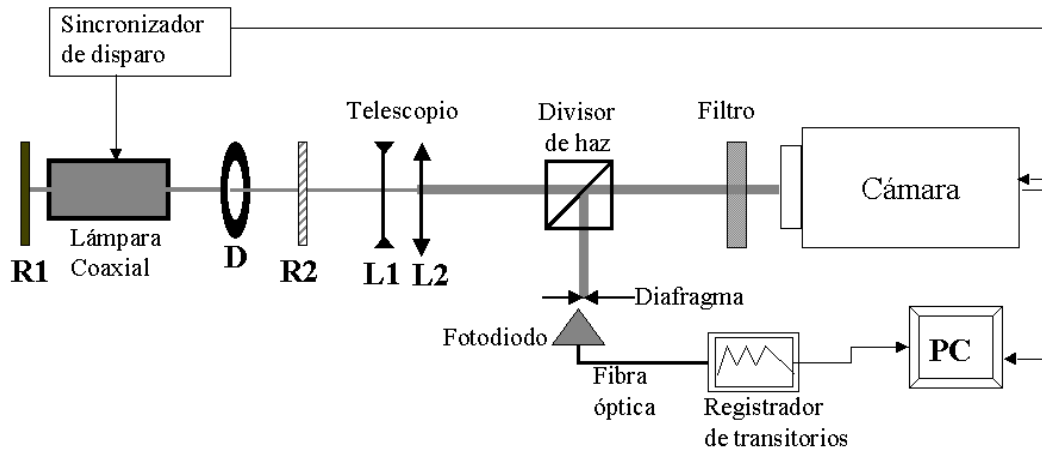 Sincronizador
de disparo
Telescopio
Divisor
de haz
Filtro
Cámara
Lámpara
Coaxial
R1
D
R2
L1
L2
Diafragma
Fotodiodo
Fibra
óptica
Registrador
de transitorios
PC